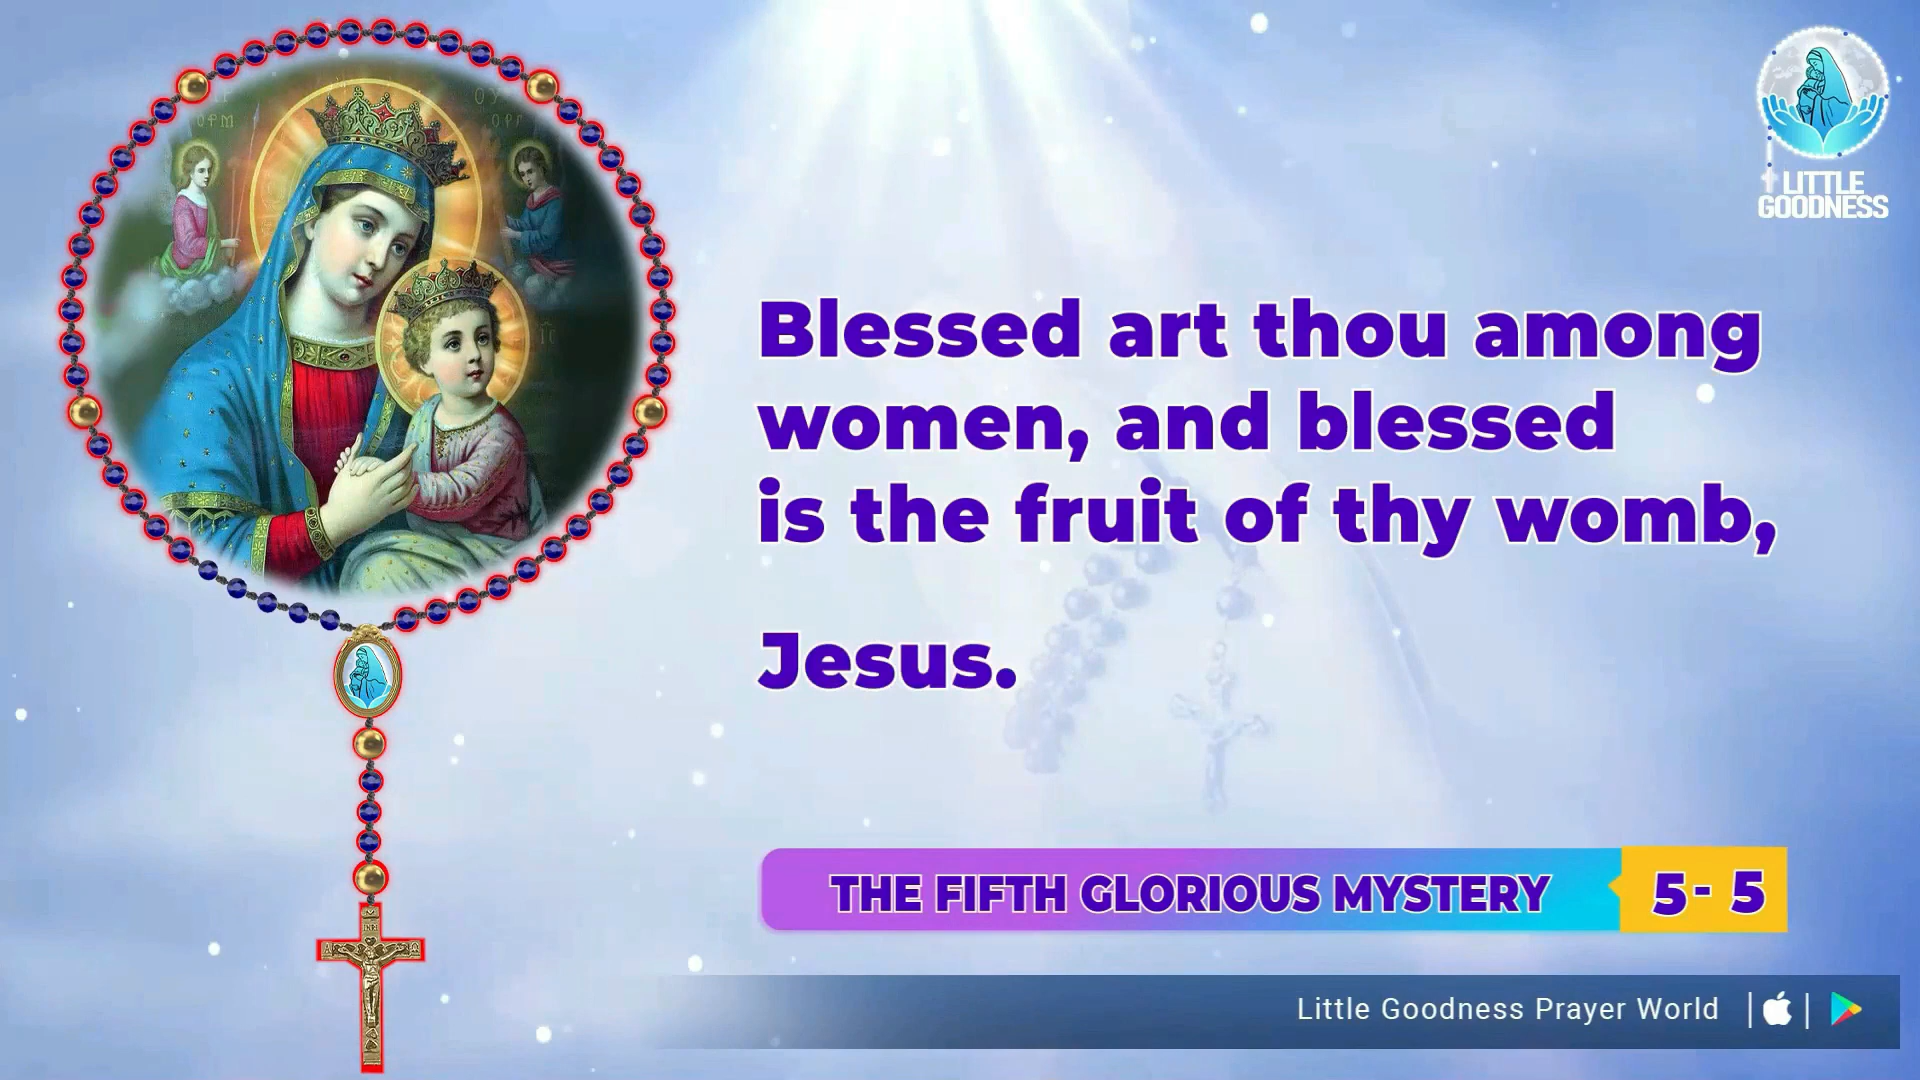 LITTLE
GOODNESS
Blessed art thou among
women, and blessed
is the fruit of thy womb,
Jesus.
THE FIFTH GLORIOUS MYSTERY
5- 5
Little Goodness Prayer World
INRI